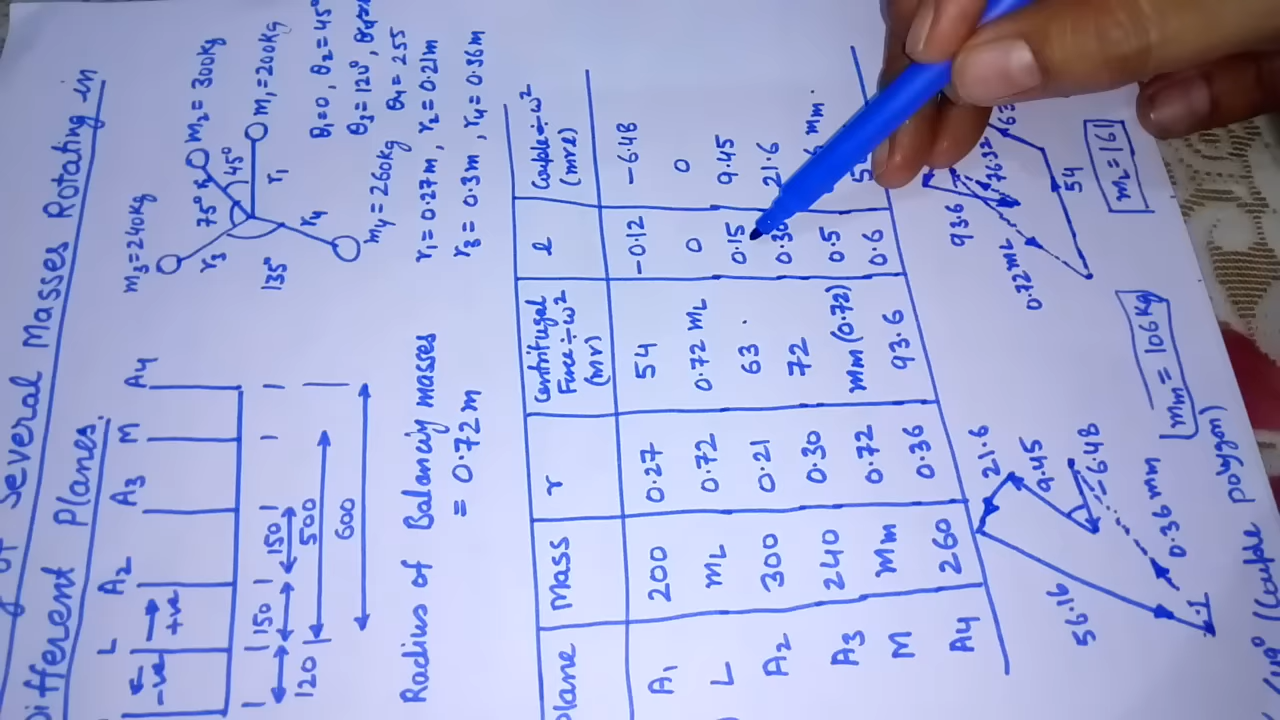 of Several Masses Rotating in
Different Planes.
L A2 A3 M A4
-ve +ve
120 150 150
500
600
m3=240kg
m2=300kg
75° 45°
m1=200kg
r3 r1 r4
135°
m4=260kg
θ1=0, θ2=45°
θ3=120°
θ4=255
r1=0.27m, r2=0.21m
r3=0.3m, r4=0.36m
Radius of Balancing masses
= 0.72m
Plane Mass r Centrifugal Force÷ω² (mr) l Couple÷ω² (mrl)
A1 200 0.27 54 -0.12 -6.48
L mL 0.72 0.72 mL 0 0
A2 300 0.21 63. 0.15 9.45
A3 240 0.30 72 0.30 21.6
M Mm 0.72 Mm(0.72) 0.5 mm.
A4 260 0.36 93.6 0.6
56.16
21.6
9.45
6.48
0.36 mm
mm = 106 kg
93.6
76.32
63
54
0.72 mL
mL = 161
(Couple polygon)